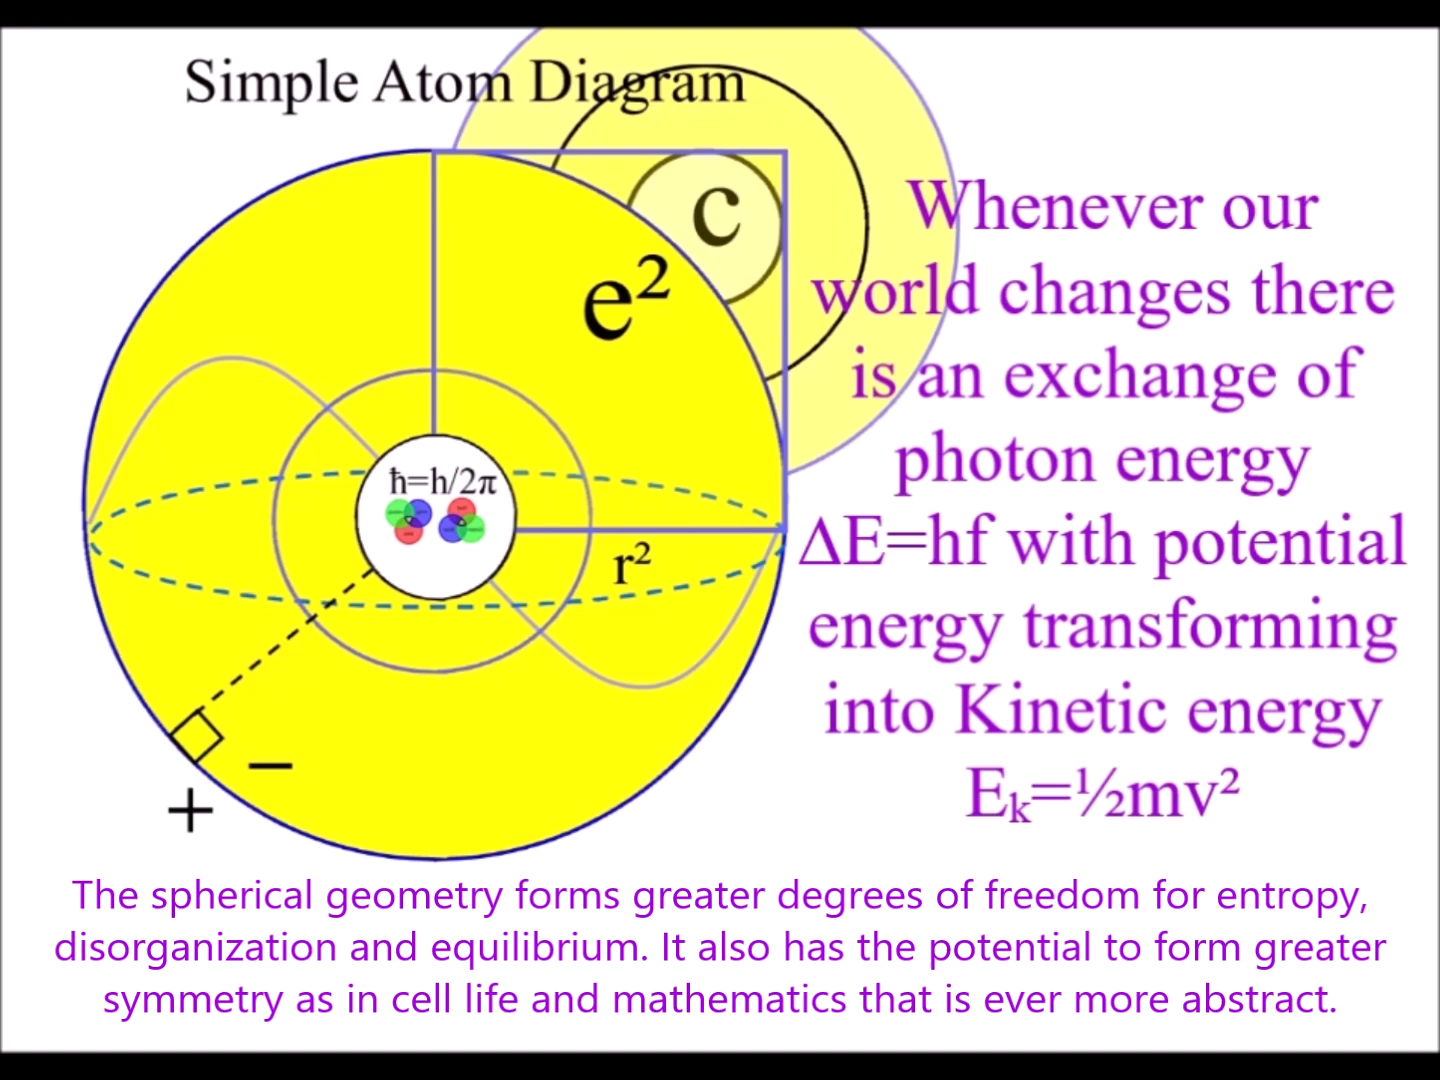 Simple Atom Diagram
c
e²
ħ=h/2π
r²
−
+
Whenever our
world changes there
is an exchange of
photon energy
ΔE=hf with potential
energy transforming
into Kinetic energy
Eₖ=½mv²
The spherical geometry forms greater degrees of freedom for entropy,
disorganization and equilibrium. It also has the potential to form greater
symmetry as in cell life and mathematics that is ever more abstract.